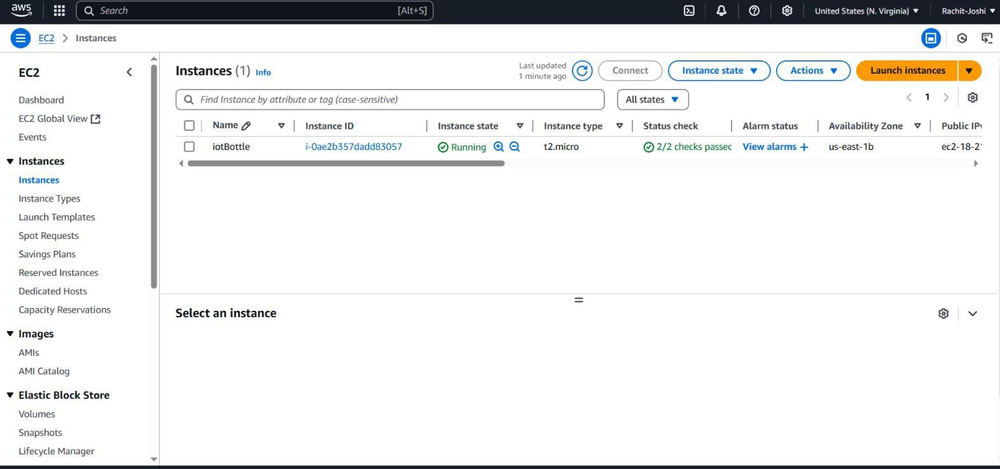 aws
Search [Alt+S]
United States (N. Virginia)
Rachit-Joshi
EC2 > Instances
EC2
Dashboard
EC2 Global View
Events
Instances
Instances
Instance Types
Launch Templates
Spot Requests
Savings Plans
Reserved Instances
Dedicated Hosts
Capacity Reservations
Images
AMIs
AMI Catalog
Elastic Block Store
Volumes
Snapshots
Lifecycle Manager
Instances (1) Info
Last updated
1 minute ago
Connect
Instance state
Actions
Launch instances
Find Instance by attribute or tag (case-sensitive)
All states
1
Name Instance ID Instance state Instance type Status check Alarm status Availability Zone Public
iotBottle i-0ae2b357dadd83057 Running t2.micro 2/2 checks View alarms + us-east-1b
Select an instance